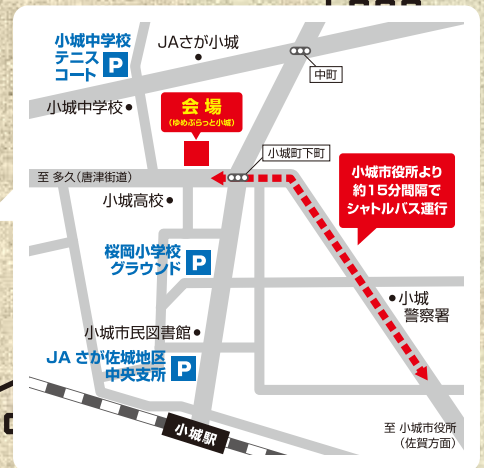 小城中学校
テニス
コート P
JAさが小城
中町
小城中学校
会場
(ゆめぷらっと小城)
小城町下町
至 多久(唐津街道)
小城高校
小城市役所より
約15分間隔で
シャトルバス運行
桜岡小学校
グラウンド P
小城
警察署
小城市民図書館
JA さが佐城地区
中央支所 P
小城駅
至 小城市役所
(佐賀方面)